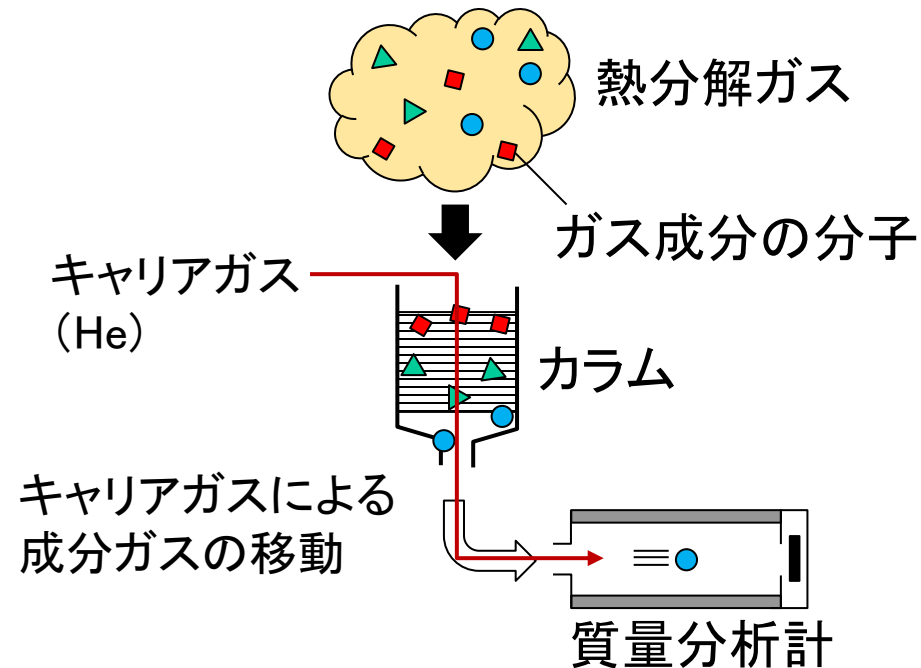 熱分解ガス
ガス成分の分子
キャリアガス
（He）
カラム
キャリアガスによる
成分ガスの移動
質量分析計